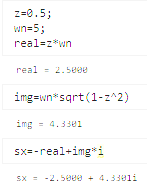 z=0.5;
wn=5;
real=z*wn
real = 2.5000
img=wn*sqrt(1-z^2)
img = 4.3301
sx=-real+img*i
sx = -2.5000 + 4.3301i